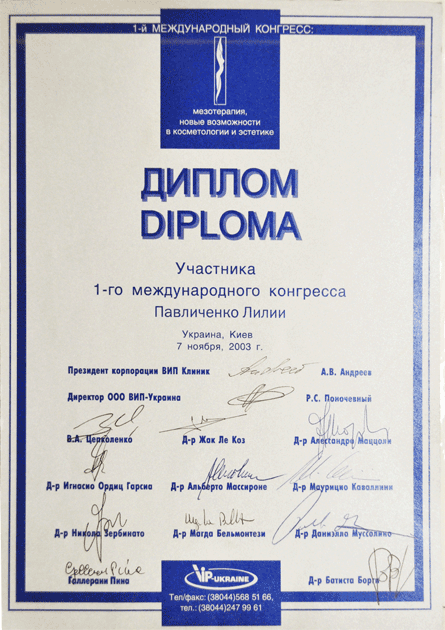 1-й МЕЖДУНАРОДНЫЙ КОНГРЕСС:
мезотерапия,
новые возможности
в косметологии и эстетике
ДИПЛОМ
DIPLOMA
Участника
1-го международного конгресса
Павличенко Лилии
Украина, Киев
7 ноября, 2003 г.
Президент корпорации ВИП Клиник А.В. Андреев
Директор ООО ВИП-Украина Р.С. Поночевный
В.А. Цепколенко Д-р Жак Ле Коз Д-р Алессандро Маццоли
Д-р Игнасио Ордиц Гарсиа Д-р Альберто Массироне Д-р Маурицио Каваллини
Д-р Никола Зербинато Д-р Магда Бельмонтези Д-р Даниэлло Муссолино
Галлерани Пина Д-р Батиста Борги
VIP-UKRAINE
Тел/факс: (38044)568 51 66,
тел.: (38044)247 99 61